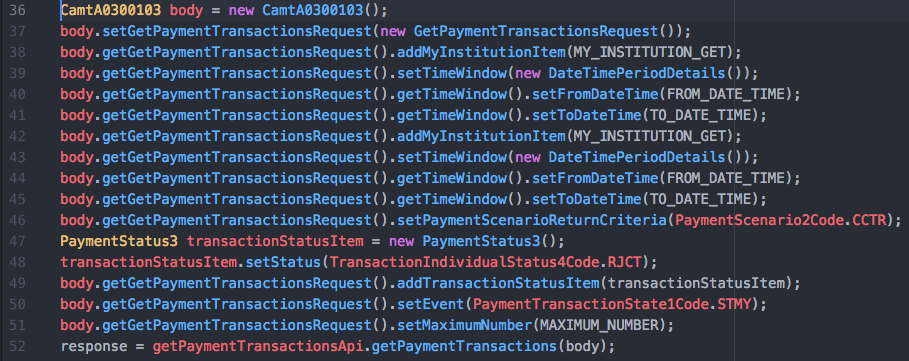 36 CamtA0300103 body = new CamtA0300103();
37 body.setGetPaymentTransactionsRequest(new GetPaymentTransactionsRequest());
38 body.getGetPaymentTransactionsRequest().addMyInstitutionItem(MY_INSTITUTION_GET);
39 body.getGetPaymentTransactionsRequest().setTimeWindow(new DateTimePeriodDetails());
40 body.getGetPaymentTransactionsRequest().getTimeWindow().setFromDateTime(FROM_DATE_TIME);
41 body.getGetPaymentTransactionsRequest().getTimeWindow().setToDateTime(TO_DATE_TIME);
42 body.getGetPaymentTransactionsRequest().addMyInstitutionItem(MY_INSTITUTION_GET);
43 body.getGetPaymentTransactionsRequest().setTimeWindow(new DateTimePeriodDetails());
44 body.getGetPaymentTransactionsRequest().getTimeWindow().setFromDateTime(FROM_DATE_TIME);
45 body.getGetPaymentTransactionsRequest().getTimeWindow().setToDateTime(TO_DATE_TIME);
46 body.getGetPaymentTransactionsRequest().setPaymentScenarioReturnCriteria(PaymentScenario2Code.CCTR);
47 PaymentStatus3 transactionStatusItem = new PaymentStatus3();
48 transactionStatusItem.setStatus(TransactionIndividualStatus4Code.RJCT);
49 body.getGetPaymentTransactionsRequest().addTransactionStatusItem(transactionStatusItem);
50 body.getGetPaymentTransactionsRequest().setEvent(PaymentTransactionState1Code.STMY);
51 body.getGetPaymentTransactionsRequest().setMaximumNumber(MAXIMUM_NUMBER);
52 response = getPaymentTransactionsApi.getPaymentTransactions(body);